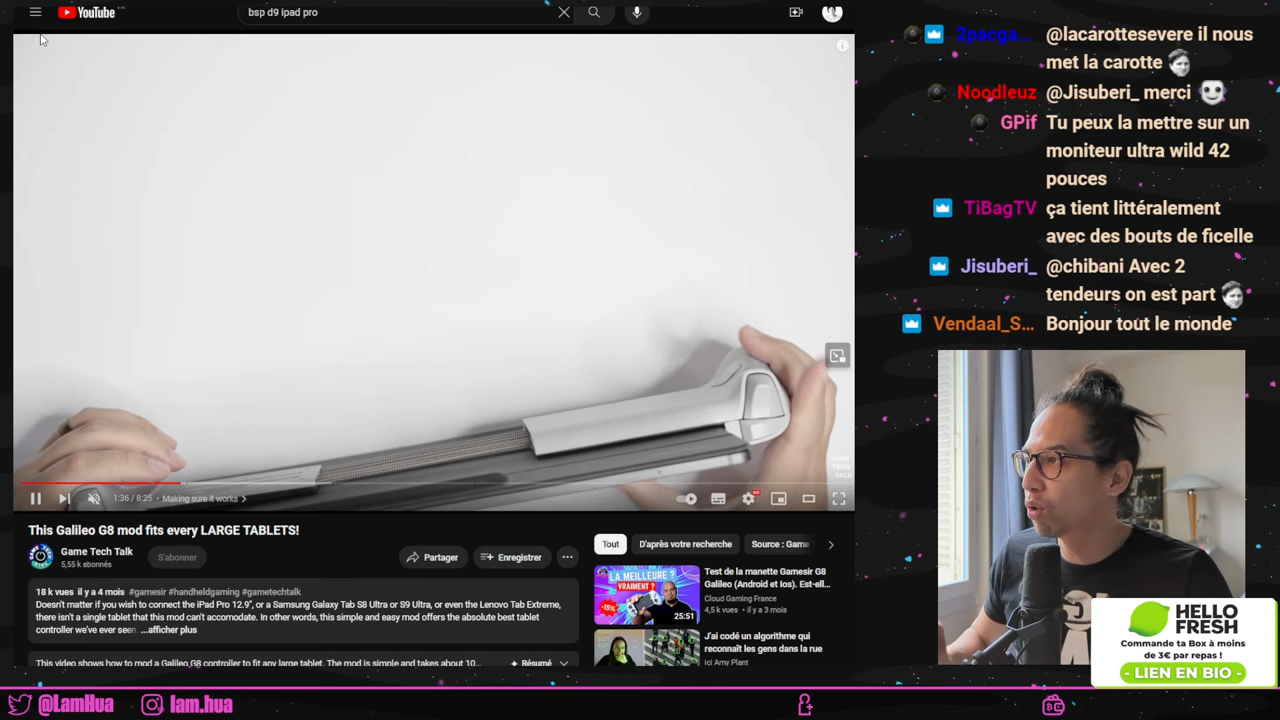 YouTube
bsp d9 ipad pro
1:36 / 8:25 • Making sure it works
This Galileo G8 mod fits every LARGE TABLETS!
Game Tech Talk
5,55 k abonnés
S'abonner
Partager
Enregistrer
18 k vues il y a 4 mois #gamesir #handheldgaming #gametechtalk
Doesn't matter if you wish to connect the iPad Pro 12.9", or a Samsung Galaxy Tab S8 Ultra or S9 Ultra, or even the Lenovo Tab Extreme,
there isn't a single tablet that this mod can't accomodate. In other words, this simple and easy mod offers the absolute best tablet
controller we've ever seen. ...afficher plus
This video shows how to mod a Galileo G8 controller to fit any large tablet. The mod is simple and takes about 10...
Résumé
Tout
D'après votre recherche
Source : Game
LA MEILLEURE ?
VRAIMENT ?
-15%
25:51
Test de la manette Gamesir G8
Galileo (Android et Ios). Est-ell...
Cloud Gaming France
4,5 k vues • il y a 3 mois
J'ai codé un algorithme qui
reconnaît les gens dans la rue
ici Amy Plant
2pacga... @lacarottesevere il nous
met la carotte
Noodleuz @Jisuberi_ merci
GPif Tu peux la mettre sur un
moniteur ultra wild 42
pouces
TiBagTV ça tient littéralement
avec des bouts de ficelle
Jisuberi_ @chibani Avec 2
tendeurs on est part
Vendaal_S... Bonjour tout le monde
HELLO
FRESH
Commande ta Box à moins
de 3€ par repas !
- LIEN EN BIO -
@LamHua
lam.hua